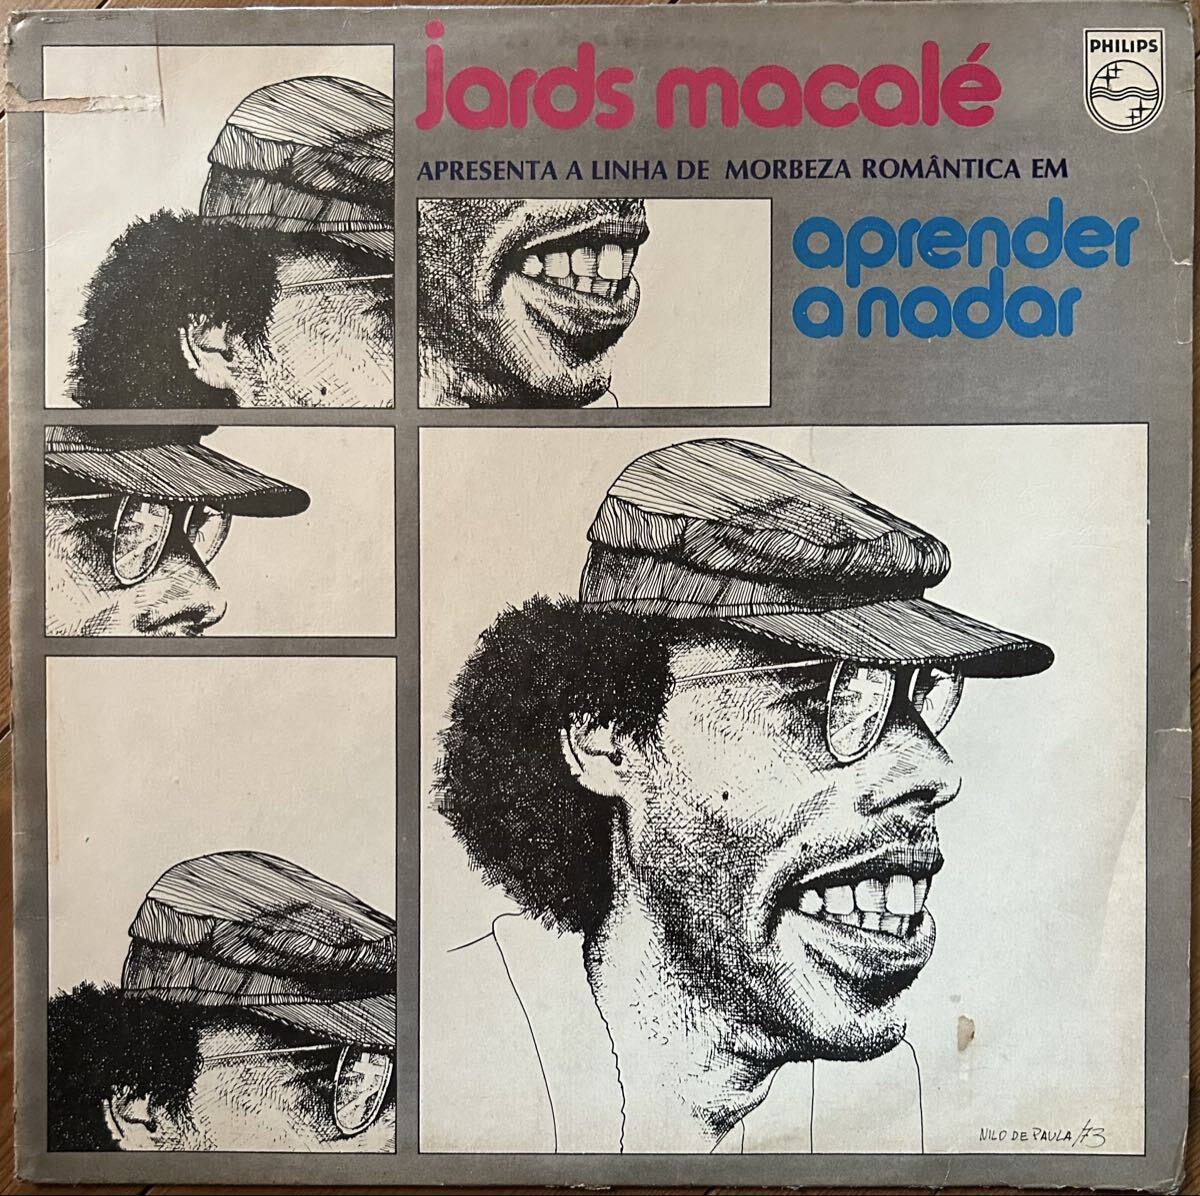 jards macalé
PHILIPS
APRESENTA A LINHA DE MORBEZA ROMÂNTICA EM
aprender
a nadar
NILO DE PAULA /73